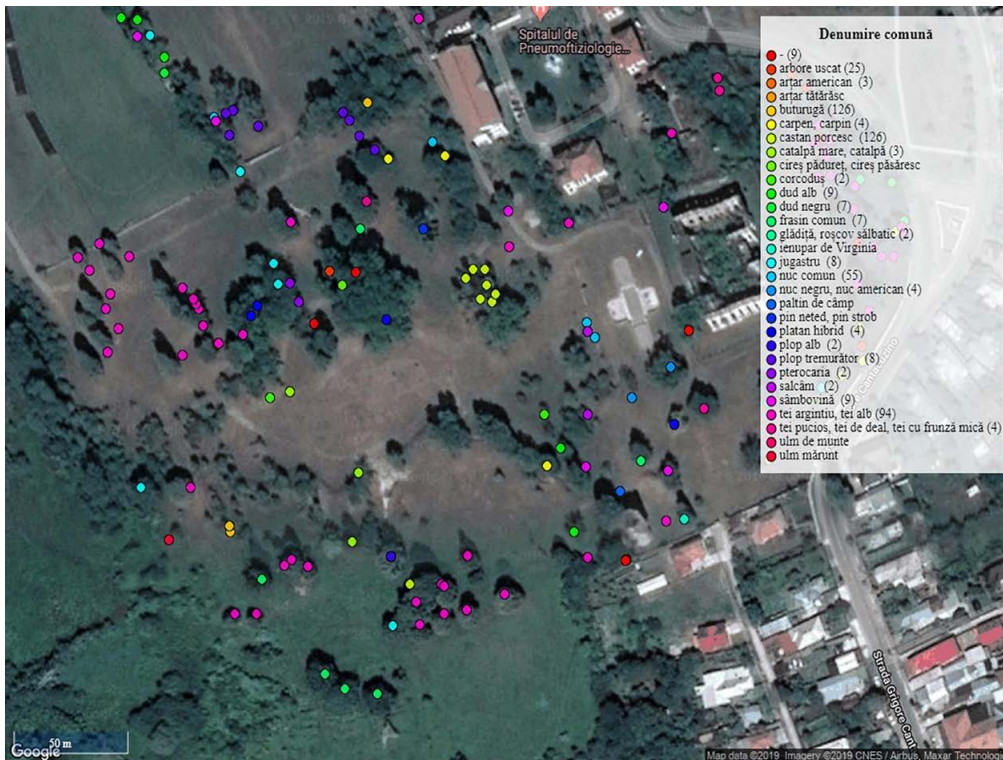 Spitalul de
Pneumoftiziologie...
Denumire comună
- (9)
arbore uscat (25)
arțar american (3)
arțar tătărăsc
buturugă (126)
carpen, carpin (4)
castan porcesc (126)
catalpă mare, catalpă (3)
cireș pădureț, cireș păsăresc
corcoduș (2)
dud alb (9)
dud negru (7)
frasin comun (7)
glădiță, roșcov sălbatic (2)
ienupar de Virginia
jugastru (8)
nuc comun (55)
nuc negru, nuc american (4)
paltin de câmp
pin neted, pin strob
platan hibrid (4)
plop alb (2)
plop tremurător (8)
pterocaria (2)
salcâm (2)
sâmbovină (9)
tei argintiu, tei alb (94)
tei pucios, tei de deal, tei cu frunză mică (4)
ulm de munte
ulm mărunt
Cantacuzino
Strada Grigore Cant
Google
50 m
Map data ©2019 Imagery ©2019 CNES / Airbus, Maxar Technologi